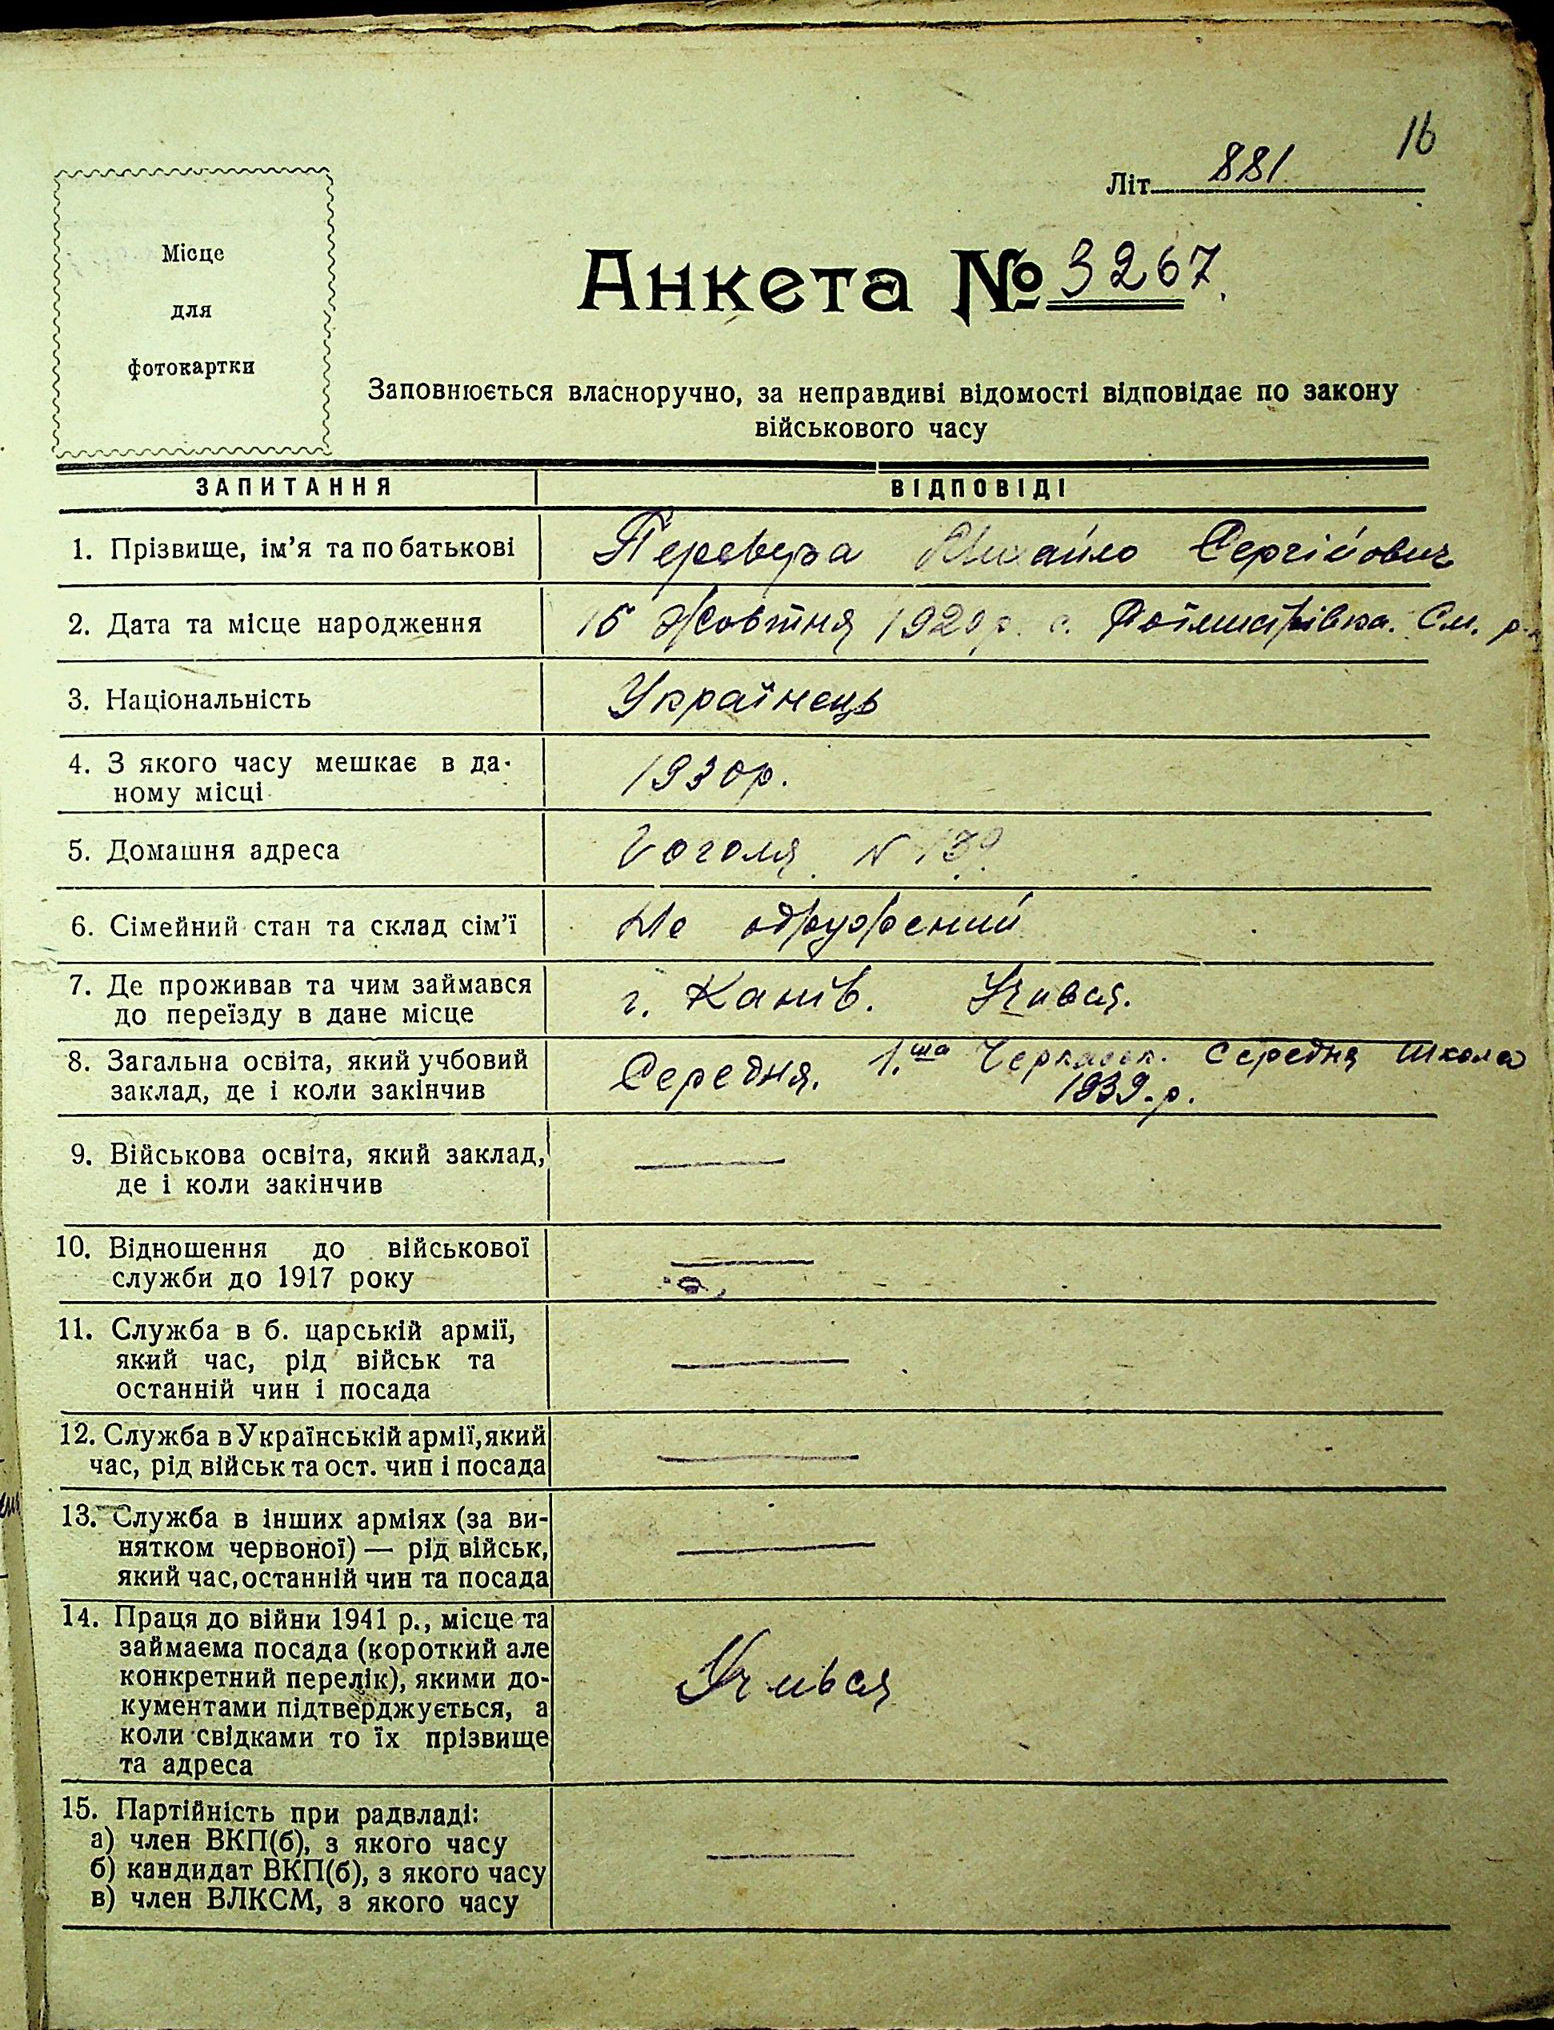 16
Літ. 881
Місце
для
фотокартки
Анкета № 3267.
Заповнюється власноручно, за неправдиві відомості відповідає по закону
військового часу
ЗАПИТАННЯ ВІДПОВІДІ
1. Прізвище, ім'я та по батькові Михайло Сергійович
2. Дата та місце народження Жовтня с. См. р-
3. Національність Українець
4. З якого часу мешкає в да-
ному місці 1930р.
5. Домашня адреса Гоголя N 139
6. Сімейний стан та склад сім'ї Не одружений
7. Де проживав та чим займався
до переїзду в дане місце г. Канів. Учився.
8. Загальна освіта, який учбовий
заклад, де і коли закінчив Середня. 1.ша Черкаськ. середня школа
1939.р.
9. Військова освіта, який заклад,
де і коли закінчив —
10. Відношення до військової
служби до 1917 року —
11. Служба в б. царській армії,
який час, рід військ та
останній чин і посада —
12. Служба в Українській армії, який
час, рід військ та ост. чин і посада —
13. Служба в інших арміях (за ви-
нятком червоної) — рід військ,
який час, останній чин та посада —
14. Праця до війни 1941 р., місце та
займаєма посада (короткий але
конкретний перелік), якими до-
кументами підтверджується, а
коли свідками то їх прізвище
та адреса Учився
15. Партійність при радвладі:
а) член ВКП(б), з якого часу
б) кандидат ВКП(б), з якого часу —
в) член ВЛКСМ, з якого часу